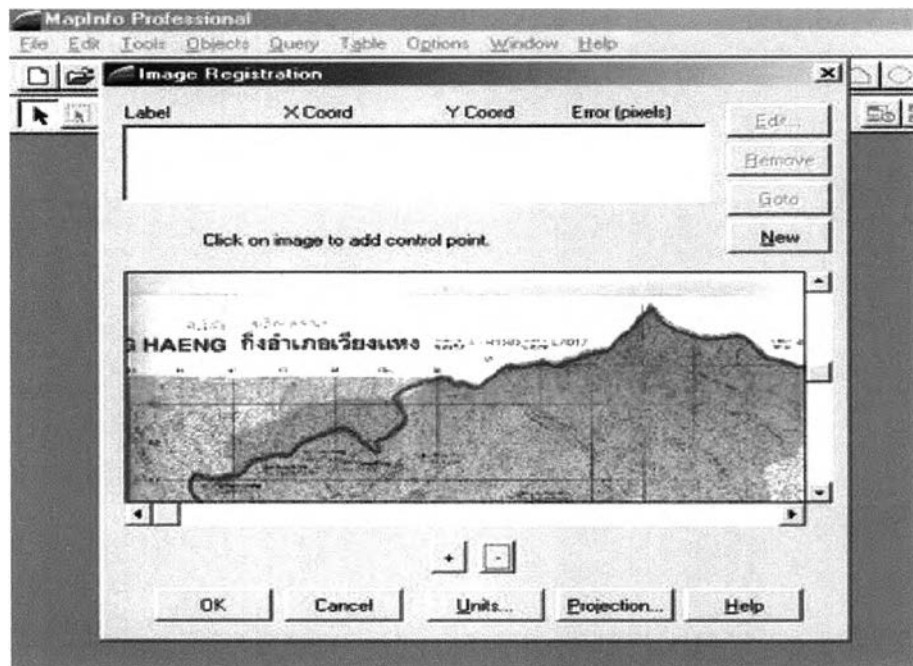 MapInfo Professional
File Edit Tools Objects Query Table Options Window Help
Image Registration
Label X Coord Y Coord Error (pixels)
Edit...
Remove
Goto
New
Click on image to add control point.
G HAENG กิ่งอำเภอเวียงแหง
+ -
OK Cancel Units... Projection... Help